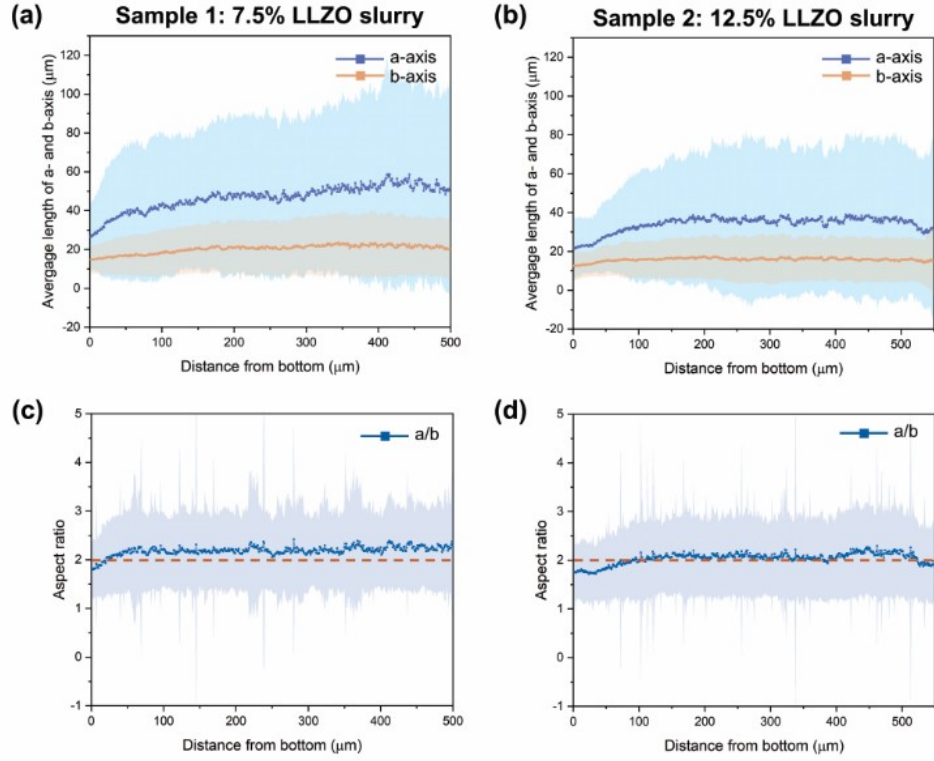 (a)
Sample 1: 7.5% LLZO slurry
a-axis
b-axis
Avergage length of a- and b-axis (μm)
120
100
80
60
40
20
0
-20
0
100
200
300
400
500
Distance from bottom (μm)
(b)
Sample 2: 12.5% LLZO slurry
a-axis
b-axis
Avergage length of a- and b-axis (μm)
120
100
80
60
40
20
0
-20
0
100
200
300
400
500
Distance from bottom (μm)
(c)
a/b
Aspect ratio
5
4
3
2
1
0
-1
0
100
200
300
400
500
Distance from bottom (μm)
(d)
a/b
Aspect ratio
5
4
3
2
1
0
-1
0
100
200
300
400
500
Distance from bottom (μm)